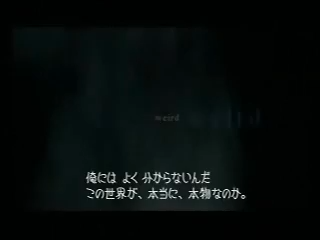 weird
俺には よく 分からないんだ
この世界が、本当に、本物なのか。